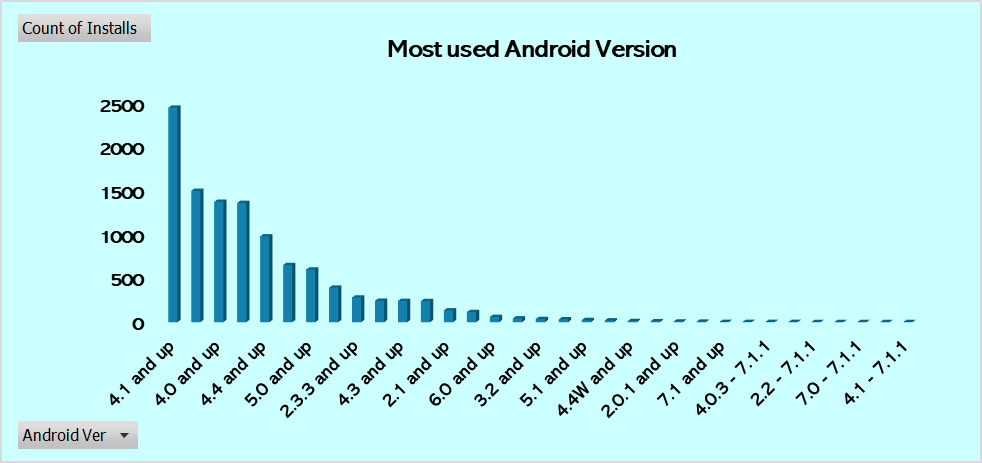 Count of Installs
Most used Android Version
2500
2000
1500
1000
500
0
4.1 and up
4.0 and up
4.4 and up
5.0 and up
2.3.3 and up
4.3 and up
2.1 and up
6.0 and up
3.2 and up
5.1 and up
4.4W and up
2.0.1 and up
7.1 and up
4.0.3 - 7.1.1
2.2 - 7.1.1
7.0 - 7.1.1
4.1 - 7.1.1
Android Ver